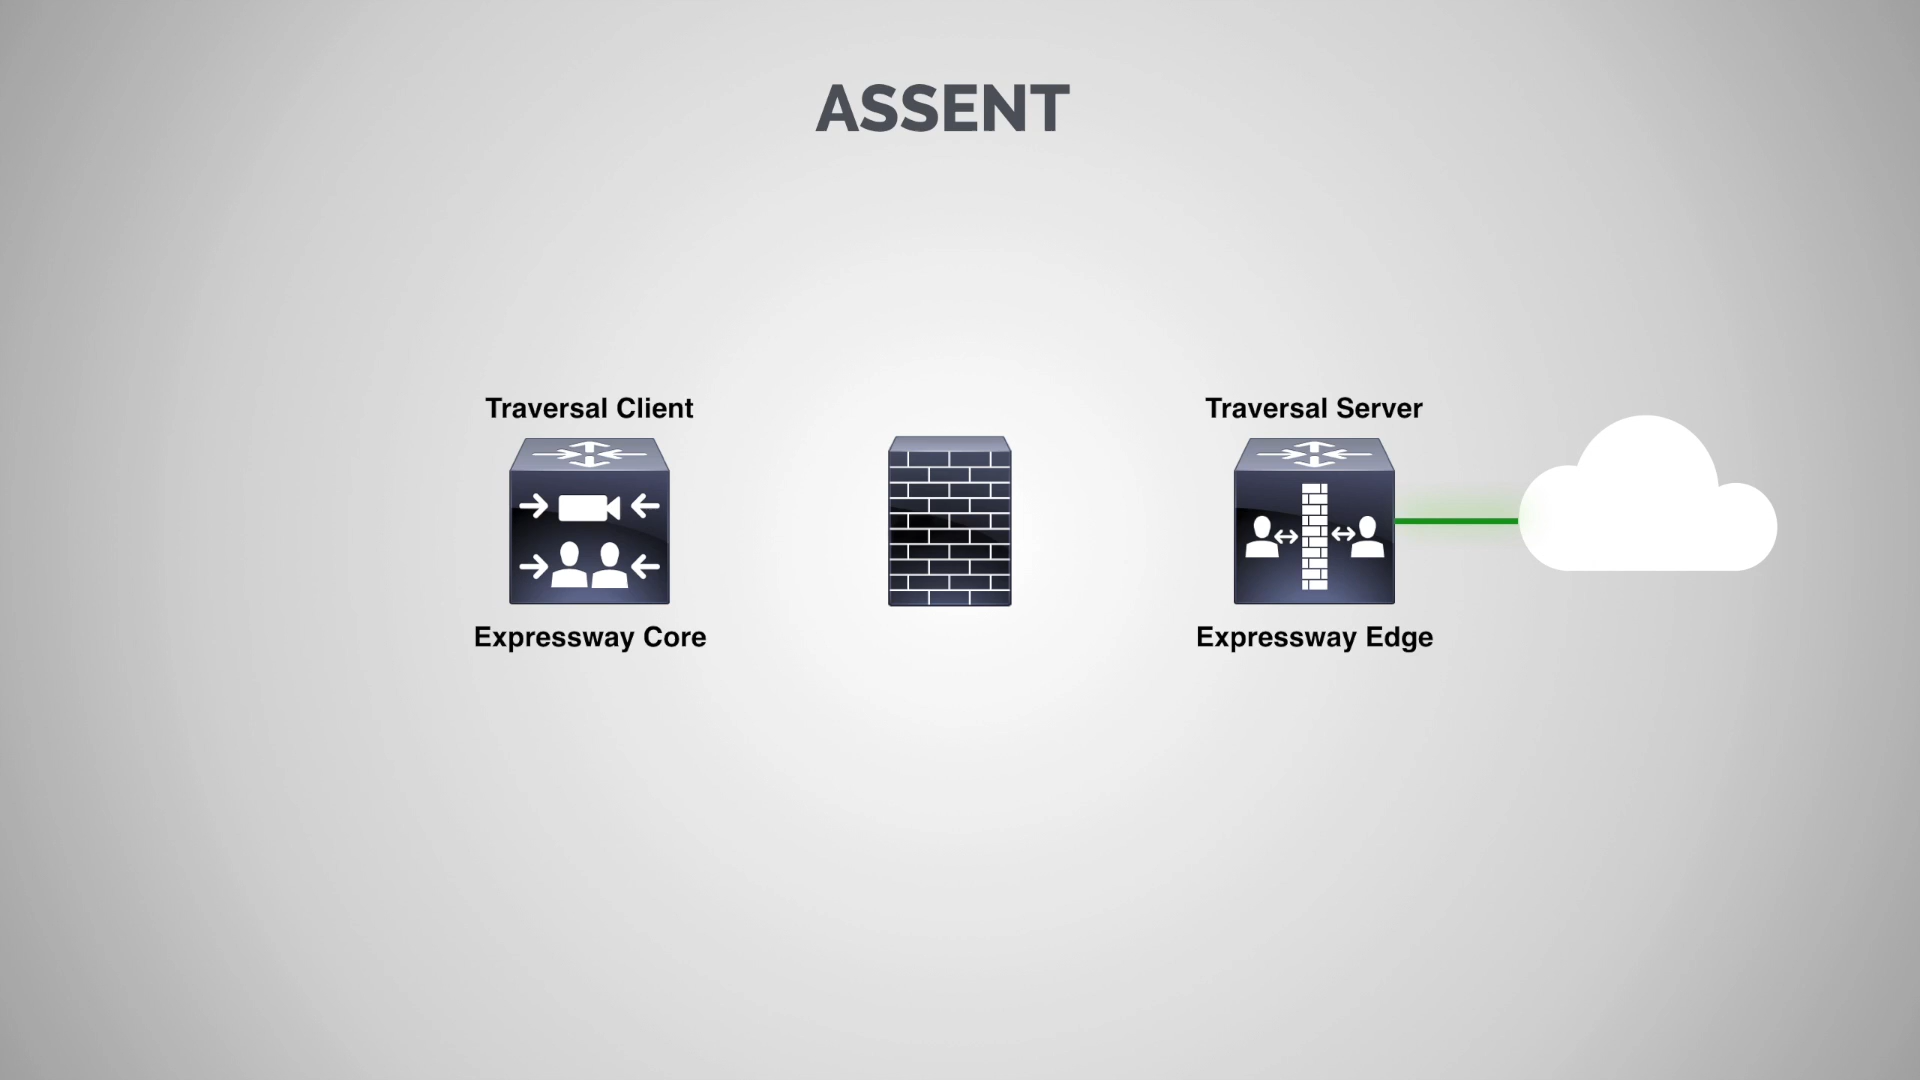 ASSENT
Traversal Client
Traversal Server
Expressway Core
Expressway Edge